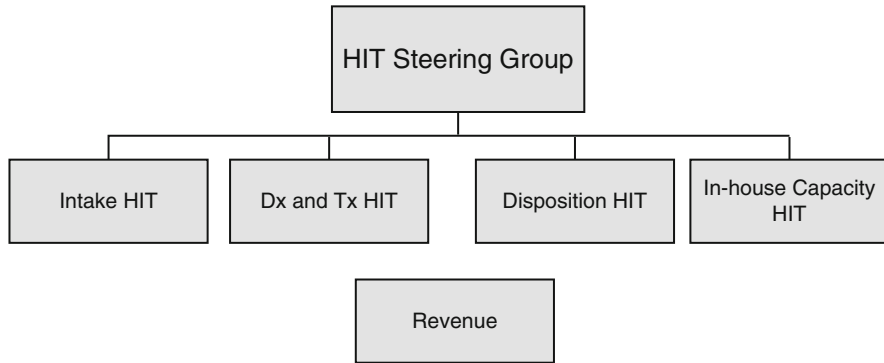 HIT Steering Group
Intake HIT
Dx and Tx HIT
Disposition HIT
In-house Capacity
HIT
Revenue